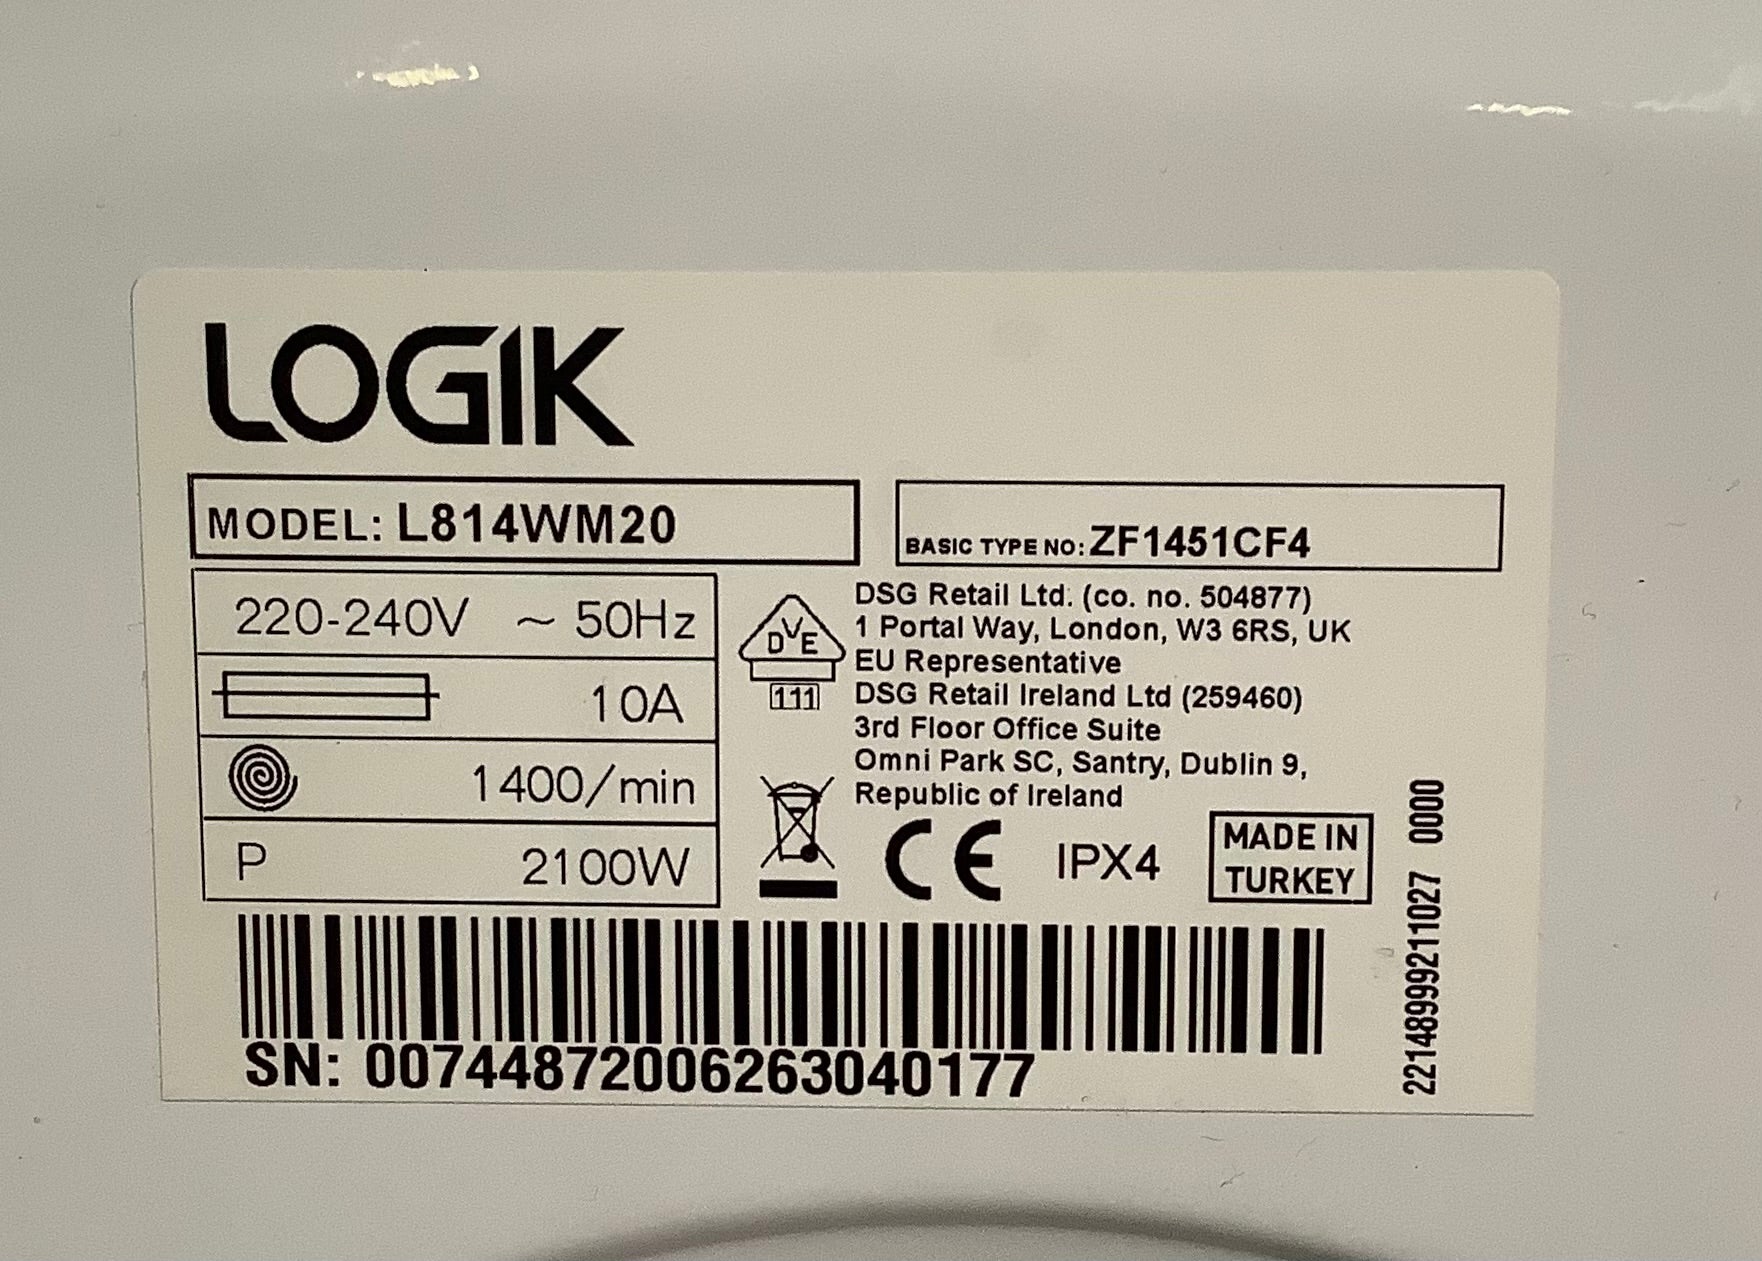 LOGIK
MODEL: L814WM20
BASIC TYPE NO: ZF1451CF4
220-240V ~ 50Hz
10A
1400/min
P 2100W
DVE
111
DSG Retail Ltd. (co. no. 504877)
1 Portal Way, London, W3 6RS, UK
EU Representative
DSG Retail Ireland Ltd (259460)
3rd Floor Office Suite
Omni Park SC, Santry, Dublin 9,
Republic of Ireland
CE IPX4
MADE IN
TURKEY
SN: 00744872006263040177
2214899921​1027 0000